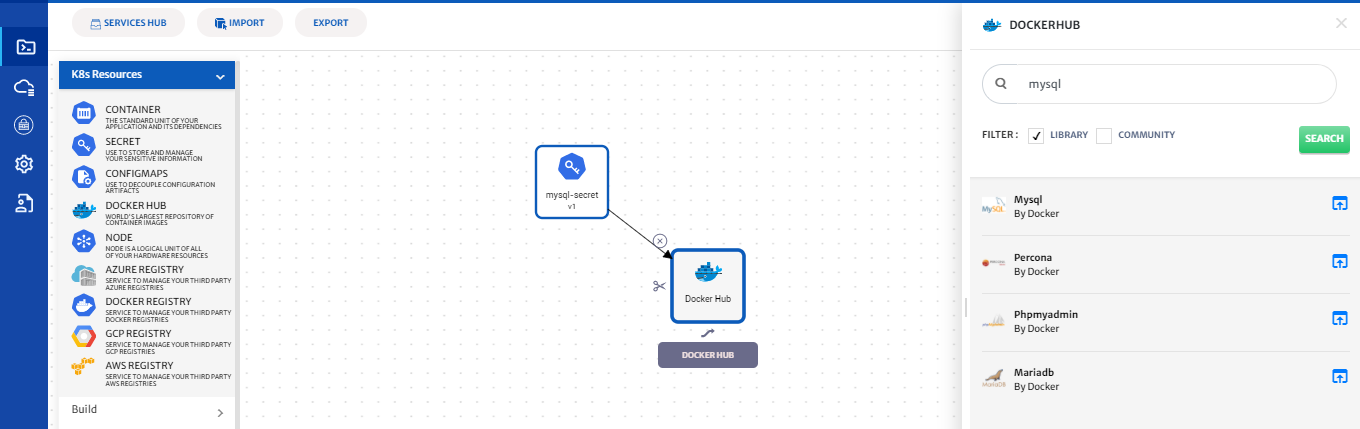 SERVICES HUB
IMPORT
EXPORT
K8s Resources
CONTAINER
THE STANDARD UNIT OF YOUR
APPLICATION AND ITS DEPENDENCIES
SECRET
USE TO STORE AND MANAGE
YOUR SENSITIVE INFORMATION
CONFIGMAPS
USE TO DECOUPLE CONFIGURATION
ARTIFACTS
DOCKER HUB
WORLD'S LARGEST REPOSITORY OF
CONTAINER IMAGES
NODE
NODE IS A LOGICAL UNIT OF ALL
OF YOUR HARDWARE RESOURCES
AZURE REGISTRY
SERVICE TO MANAGE YOUR THIRD PARTY
AZURE REGISTRIES
DOCKER REGISTRY
SERVICE TO MANAGE YOUR THIRD PARTY
DOCKER REGISTRIES
GCP REGISTRY
SERVICE TO MANAGE YOUR THIRD PARTY
GCP REGISTRIES
AWS REGISTRY
SERVICE TO MANAGE YOUR THIRD PARTY
AWS REGISTRIES
Build
mysql-secret
v1
Docker Hub
DOCKER HUB
DOCKERHUB
mysql
FILTER :
LIBRARY
COMMUNITY
SEARCH
MySQL
Mysql
By Docker
PERCONA
Percona
By Docker
Phpmyadmin
By Docker
MariaDB
Mariadb
By Docker